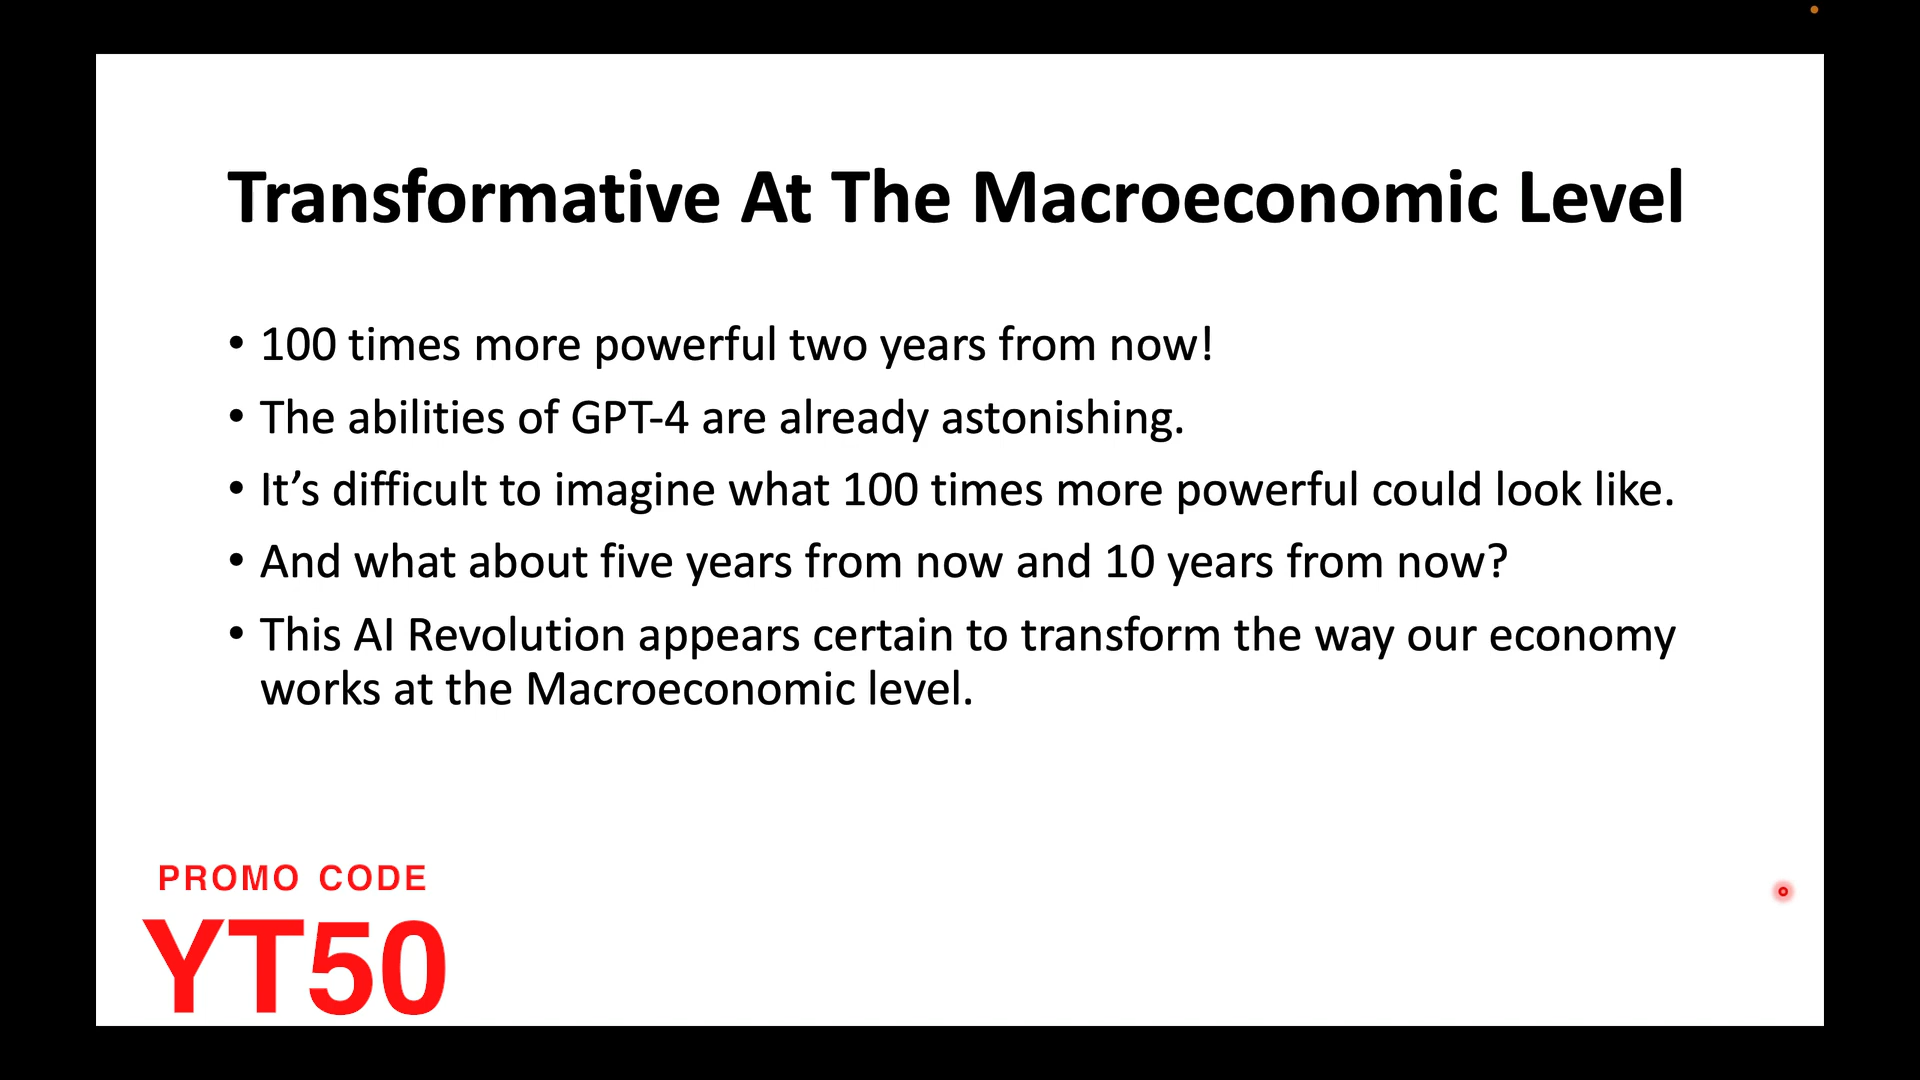 Transformative At The Macroeconomic Level
• 100 times more powerful two years from now!
• The abilities of GPT-4 are already astonishing.
• It’s difficult to imagine what 100 times more powerful could look like.
• And what about five years from now and 10 years from now?
• This AI Revolution appears certain to transform the way our economy
works at the Macroeconomic level.
PROMO CODE
YT50